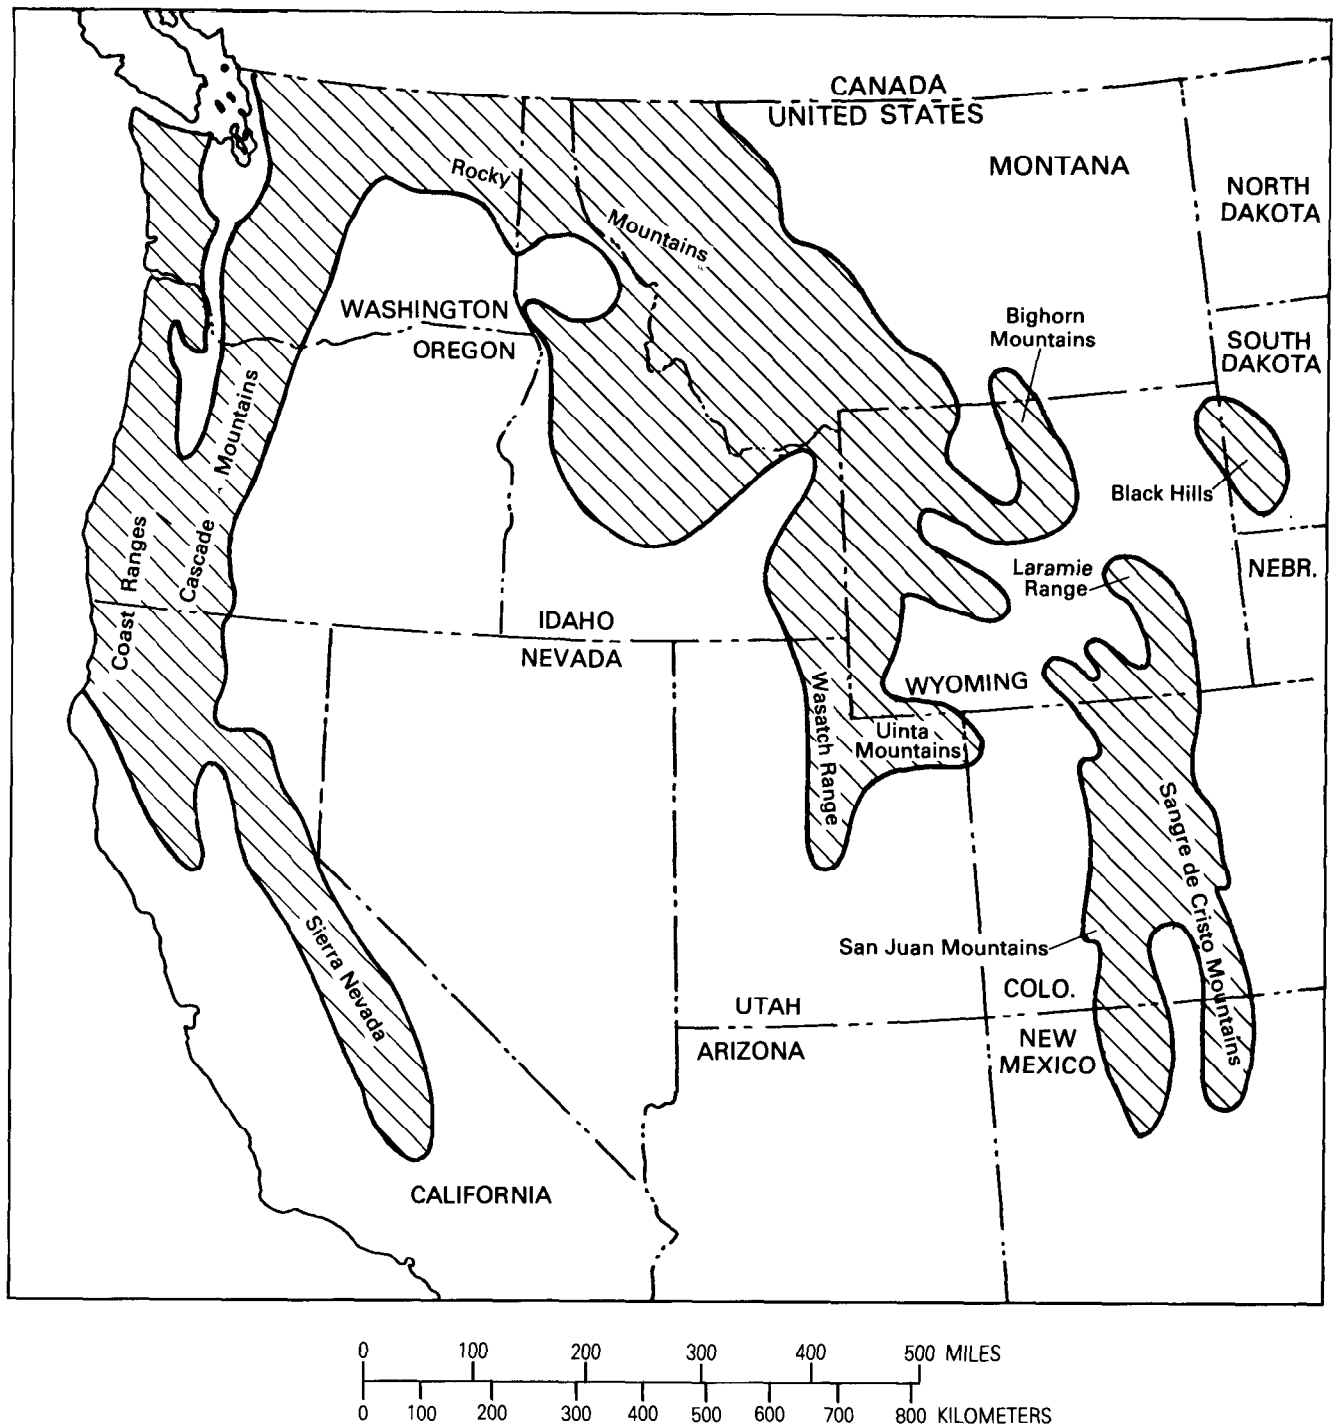 CANADA
UNITED STATES
MONTANA
NORTH
DAKOTA
Rocky
Mountains
WASHINGTON
OREGON
Bighorn
Mountains
SOUTH
DAKOTA
Black Hills
Cascade Mountains
Coast Ranges
Laramie
Range
NEBR.
IDAHO
NEVADA
WYOMING
Wasatch Range
Uinta
Mountains
Sangre de Cristo Mountains
Sierra Nevada
San Juan Mountains
UTAH
COLO.
ARIZONA
NEW
MEXICO
CALIFORNIA
0 100 200 300 400 500 MILES
0 100 200 300 400 500 600 700 800 KILOMETERS